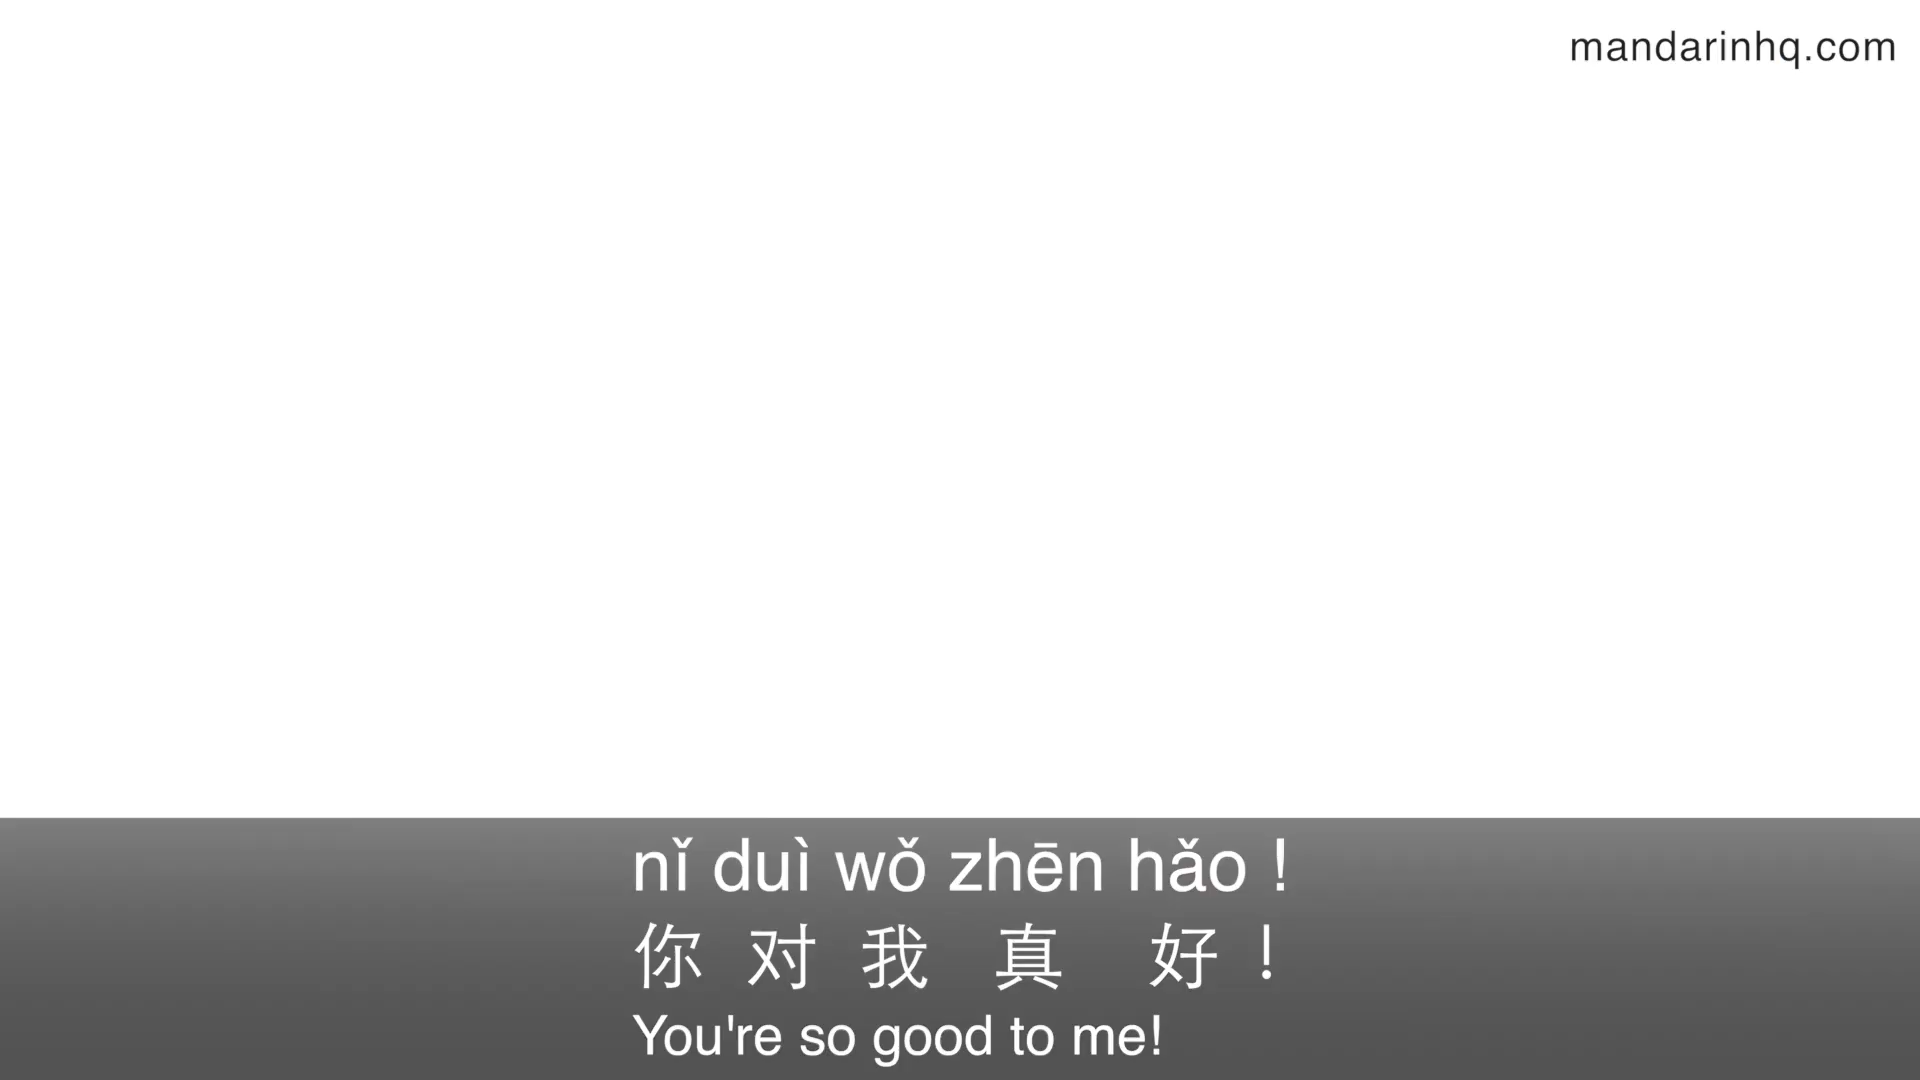 mandarinhq.com
nǐ duì wǒ zhēn hǎo !
你 对 我 真 好 !
You're so good to me!